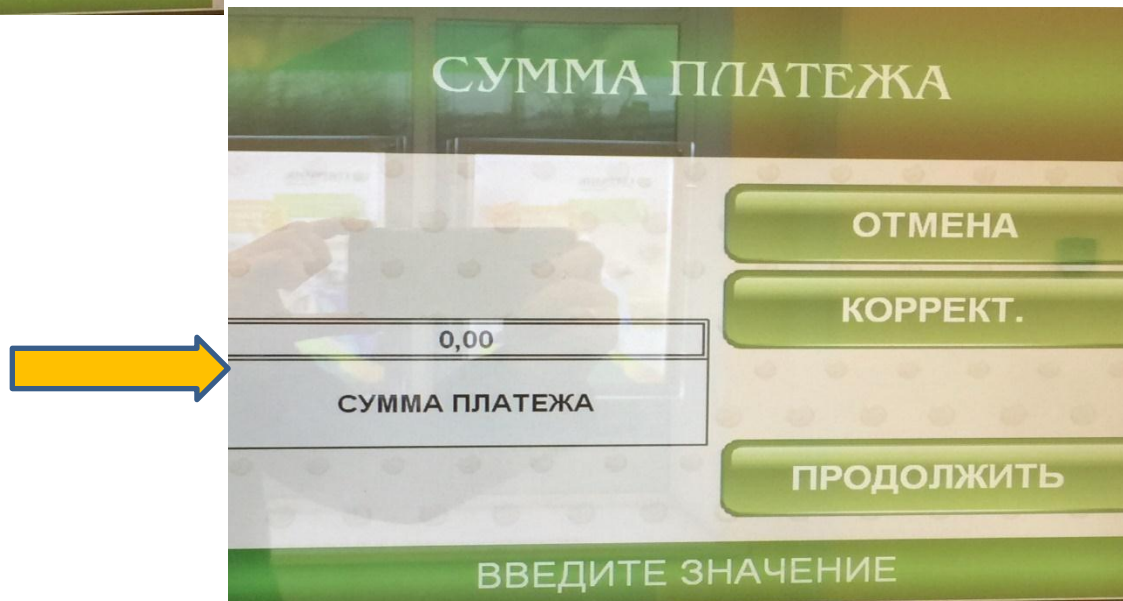 СУММА ПЛАТЕЖА
ОТМЕНА
КОРРЕКТ.
0,00
СУММА ПЛАТЕЖА
ПРОДОЛЖИТЬ
ВВЕДИТЕ ЗНАЧЕНИЕ